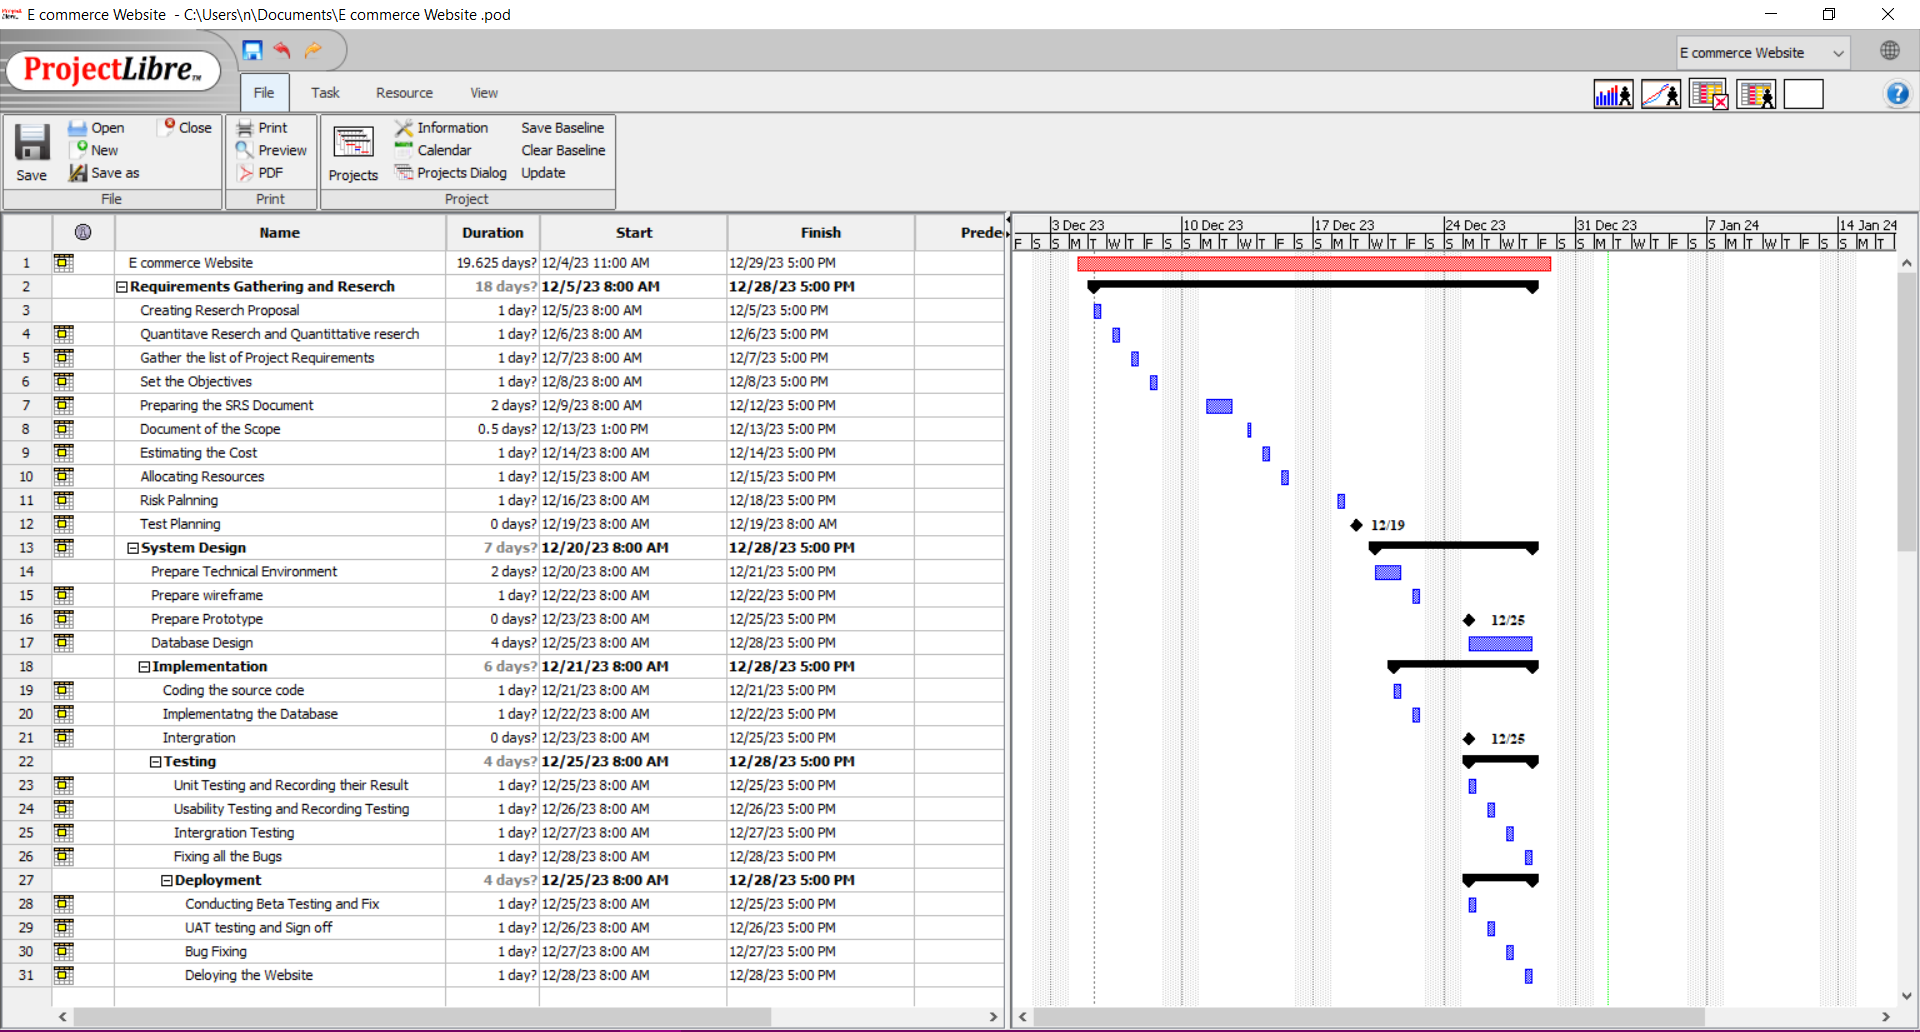 E commerce Website - C:\Users\n\Documents\E commerce Website .pod
ProjectLibre TM
E commerce Website
File Task Resource View
Save
Open
New
Save as
Close
File
Print
Preview
PDF
Print
Projects
Information
Calendar
Projects Dialog
Save Baseline
Clear Baseline
Update
Project
Name Duration Start Finish Prede
3 Dec 23 10 Dec 23 17 Dec 23 24 Dec 23 31 Dec 23 7 Jan 24 14 Jan 24
F S S M T W T F S S M T W T F S S M T W T F S S M T W T F S S M T W T F S S M T W T F S S M T
1 E commerce Website 19.625 days? 12/4/23 11:00 AM 12/29/23 5:00 PM
2 Requirements Gathering and Reserch 18 days? 12/5/23 8:00 AM 12/28/23 5:00 PM
3 Creating Reserch Proposal 1 day? 12/5/23 8:00 AM 12/5/23 5:00 PM
4 Quantitave Reserch and Quantittative reserch 1 day? 12/6/23 8:00 AM 12/6/23 5:00 PM
5 Gather the list of Project Requirements 1 day? 12/7/23 8:00 AM 12/7/23 5:00 PM
6 Set the Objectives 1 day? 12/8/23 8:00 AM 12/8/23 5:00 PM
7 Preparing the SRS Document 2 days? 12/9/23 8:00 AM 12/12/23 5:00 PM
8 Document of the Scope 0.5 days? 12/13/23 1:00 PM 12/13/23 5:00 PM
9 Estimating the Cost 1 day? 12/14/23 8:00 AM 12/14/23 5:00 PM
10 Allocating Resources 1 day? 12/15/23 8:00 AM 12/15/23 5:00 PM
11 Risk Palnning 1 day? 12/16/23 8:00 AM 12/18/23 5:00 PM
12 Test Planning 0 days? 12/19/23 8:00 AM 12/19/23 8:00 AM 12/19
13 System Design 7 days? 12/20/23 8:00 AM 12/28/23 5:00 PM
14 Prepare Technical Environment 2 days? 12/20/23 8:00 AM 12/21/23 5:00 PM
15 Prepare wireframe 1 day? 12/22/23 8:00 AM 12/22/23 5:00 PM
16 Prepare Prototype 0 days? 12/23/23 8:00 AM 12/25/23 5:00 PM 12/25
17 Database Design 4 days? 12/25/23 8:00 AM 12/28/23 5:00 PM
18 Implementation 6 days? 12/21/23 8:00 AM 12/28/23 5:00 PM
19 Coding the source code 1 day? 12/21/23 8:00 AM 12/21/23 5:00 PM
20 Implementatng the Database 1 day? 12/22/23 8:00 AM 12/22/23 5:00 PM
21 Intergration 0 days? 12/23/23 8:00 AM 12/25/23 5:00 PM 12/25
22 Testing 4 days? 12/25/23 8:00 AM 12/28/23 5:00 PM
23 Unit Testing and Recording their Result 1 day? 12/25/23 8:00 AM 12/25/23 5:00 PM
24 Usability Testing and Recording Testing 1 day? 12/26/23 8:00 AM 12/26/23 5:00 PM
25 Intergration Testing 1 day? 12/27/23 8:00 AM 12/27/23 5:00 PM
26 Fixing all the Bugs 1 day? 12/28/23 8:00 AM 12/28/23 5:00 PM
27 Deployment 4 days? 12/25/23 8:00 AM 12/28/23 5:00 PM
28 Conducting Beta Testing and Fix 1 day? 12/25/23 8:00 AM 12/25/23 5:00 PM
29 UAT testing and Sign off 1 day? 12/26/23 8:00 AM 12/26/23 5:00 PM
30 Bug Fixing 1 day? 12/27/23 8:00 AM 12/27/23 5:00 PM
31 Deloying the Website 1 day? 12/28/23 8:00 AM 12/28/23 5:00 PM